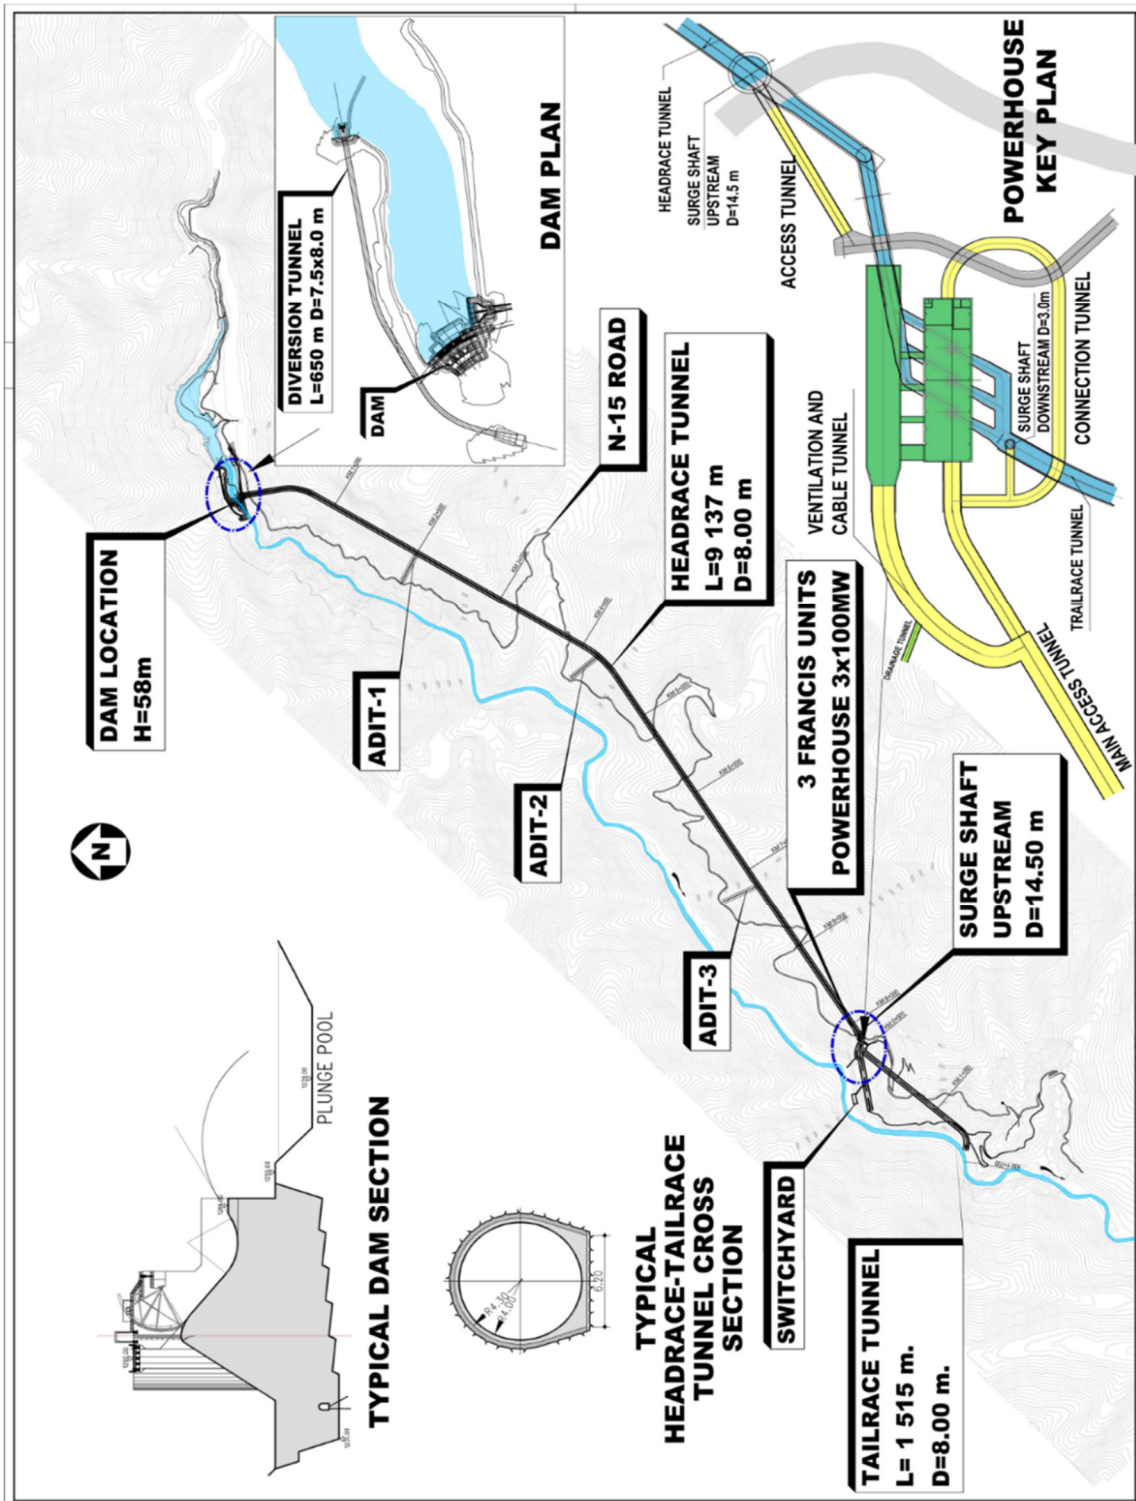 DAM LOCATION
H=58m
DIVERSION TUNNEL
L=650 m D=7.5x8.0 m
DAM
DAM PLAN
N-15 ROAD
HEADRACE TUNNEL
L=9 137 m
D=8.00 m
ADIT-1
ADIT-2
ADIT-3
3 FRANCIS UNITS
POWERHOUSE 3x100MW
SURGE SHAFT
UPSTREAM
D=14.50 m
SWITCHYARD
TAILRACE TUNNEL
L= 1 515 m.
D=8.00 m.
N
PLUNGE POOL
TYPICAL DAM SECTION
R4.30
R4.00
6.20
TYPICAL
HEADRACE-TAILRACE
TUNNEL CROSS
SECTION
POWERHOUSE
KEY PLAN
HEADRACE TUNNEL
SURGE SHAFT
UPSTREAM
D=14.5 m
ACCESS TUNNEL
VENTILATION AND
CABLE TUNNEL
SURGE SHAFT
DOWNSTREAM D=3.0m
CONNECTION TUNNEL
TRAILRACE TUNNEL
DRAINAGE TUNNEL
MAIN ACCESS TUNNEL